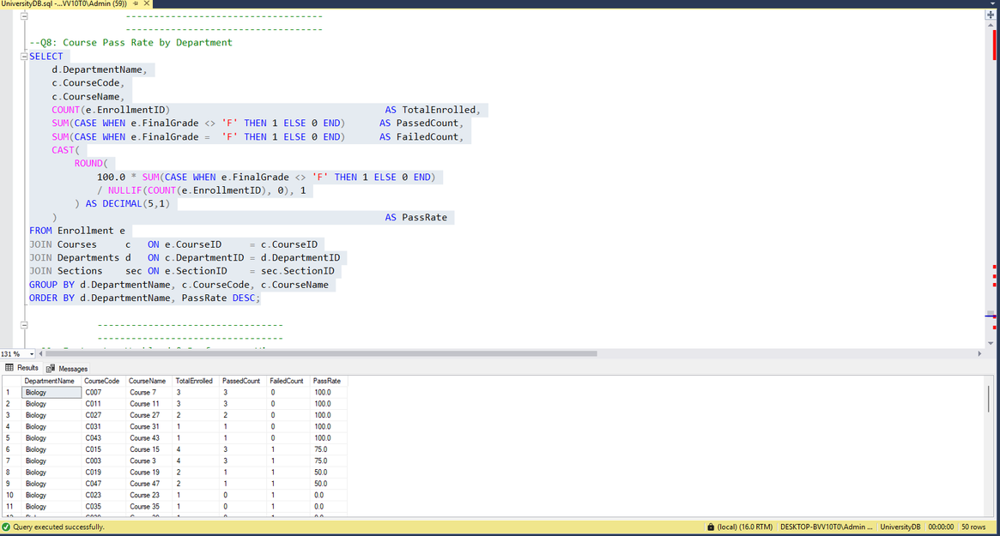 UniversityDB.sql -...VV10T0\Admin (59))
----------------------------------
----------------------------------
--Q8: Course Pass Rate by Department
SELECT
d.DepartmentName,
c.CourseCode,
c.CourseName,
COUNT(e.EnrollmentID) AS TotalEnrolled,
SUM(CASE WHEN e.FinalGrade <> 'F' THEN 1 ELSE 0 END) AS PassedCount,
SUM(CASE WHEN e.FinalGrade = 'F' THEN 1 ELSE 0 END) AS FailedCount,
CAST(
ROUND(
100.0 * SUM(CASE WHEN e.FinalGrade <> 'F' THEN 1 ELSE 0 END)
/ NULLIF(COUNT(e.EnrollmentID), 0), 1
) AS DECIMAL(5,1)
) AS PassRate
FROM Enrollment e
JOIN Courses c ON e.CourseID = c.CourseID
JOIN Departments d ON c.DepartmentID = d.DepartmentID
JOIN Sections sec ON e.SectionID = sec.SectionID
GROUP BY d.DepartmentName, c.CourseCode, c.CourseName
ORDER BY d.DepartmentName, PassRate DESC;
---------------------------------
---------------------------------
131 %
Results Messages
DepartmentName CourseCode CourseName TotalEnrolled PassedCount FailedCount PassRate
1 Biology C007 Course 7 3 3 0 100.0
2 Biology C011 Course 11 3 3 0 100.0
3 Biology C027 Course 27 2 2 0 100.0
4 Biology C031 Course 31 1 1 0 100.0
5 Biology C043 Course 43 1 1 0 100.0
6 Biology C015 Course 15 4 3 1 75.0
7 Biology C003 Course 3 4 3 1 75.0
8 Biology C019 Course 19 2 1 1 50.0
9 Biology C047 Course 47 2 1 1 50.0
10 Biology C023 Course 23 1 0 1 0.0
11 Biology C035 Course 35 1 0 1 0.0
Query executed successfully. (local) (16.0 RTM) DESKTOP-BVV10T0\Admin ... UniversityDB 00:00:00 50 rows